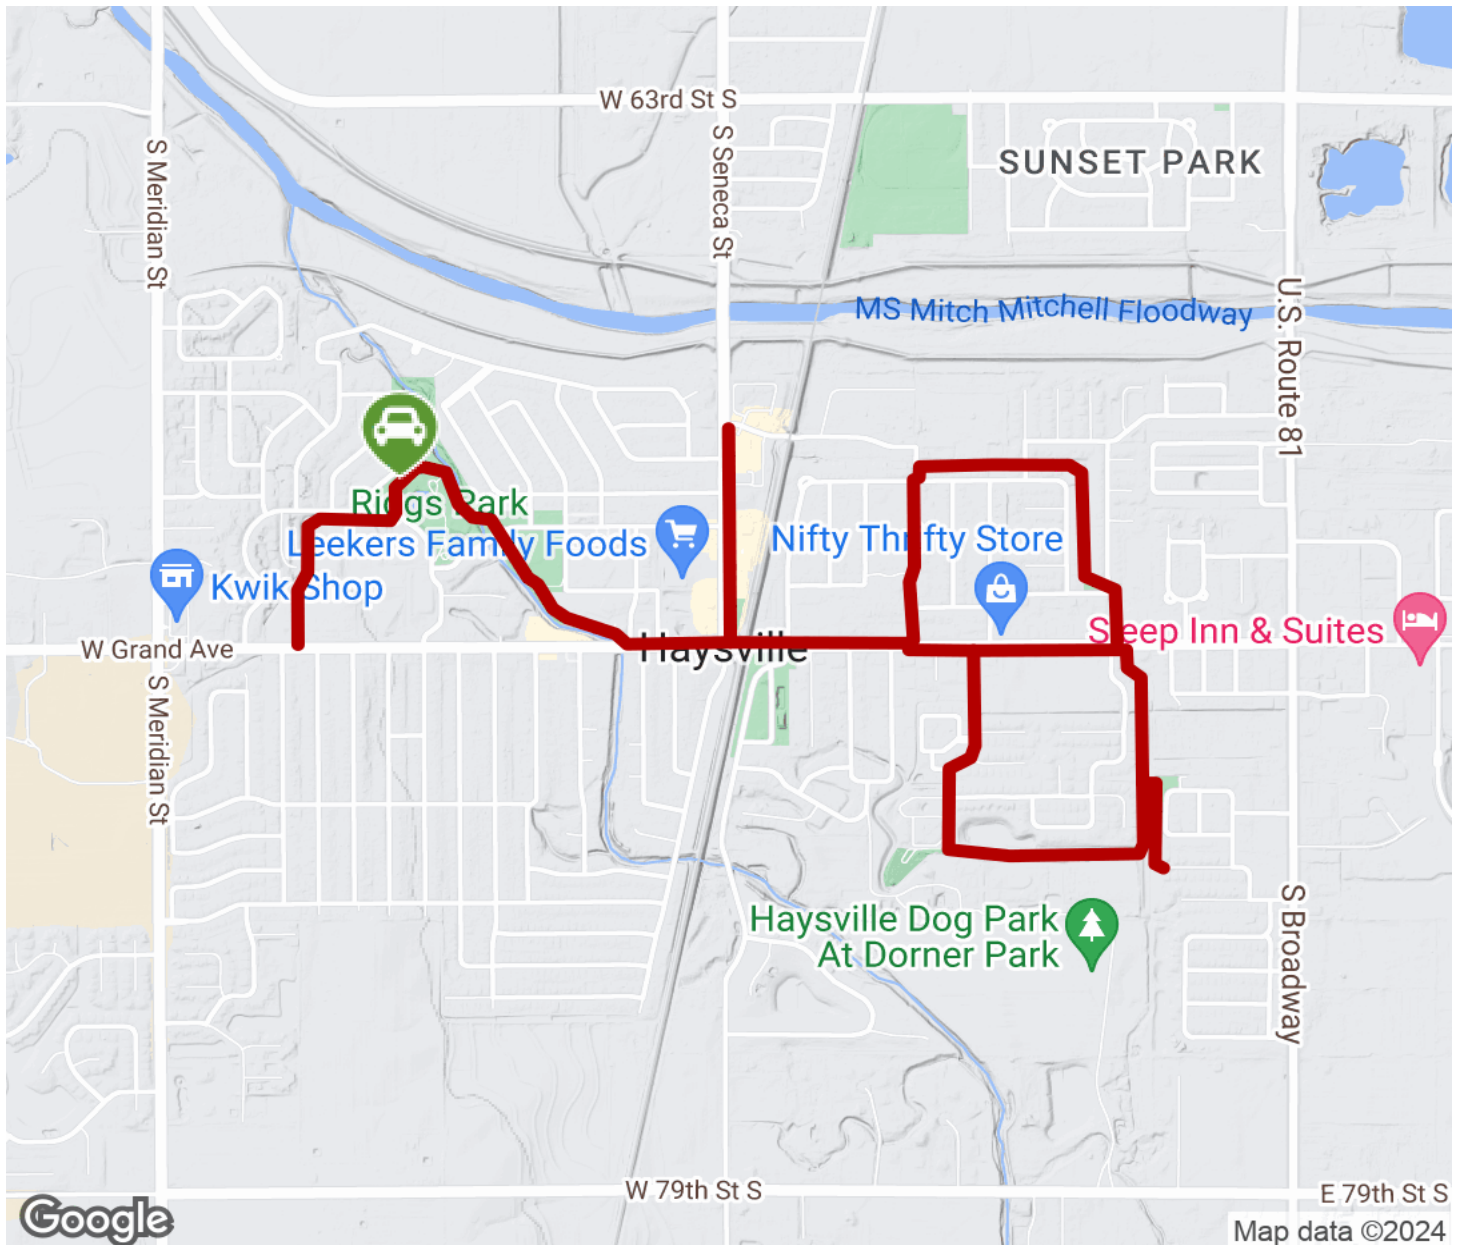 W 63rd St S
S Meridian St
S Seneca St
SUNSET PARK
U.S. Route 81
MS Mitch Mitchell Floodway
Riggs Park
Leekers Family Foods
Nifty Thrifty Store
Kwik Shop
Sleep Inn & Suites
W Grand Ave
Haysville
S Meridian St
Haysville Dog Park
At Dorner Park
S Broadway
W 79th St S
E 79th St S
Google
Map data ©2024